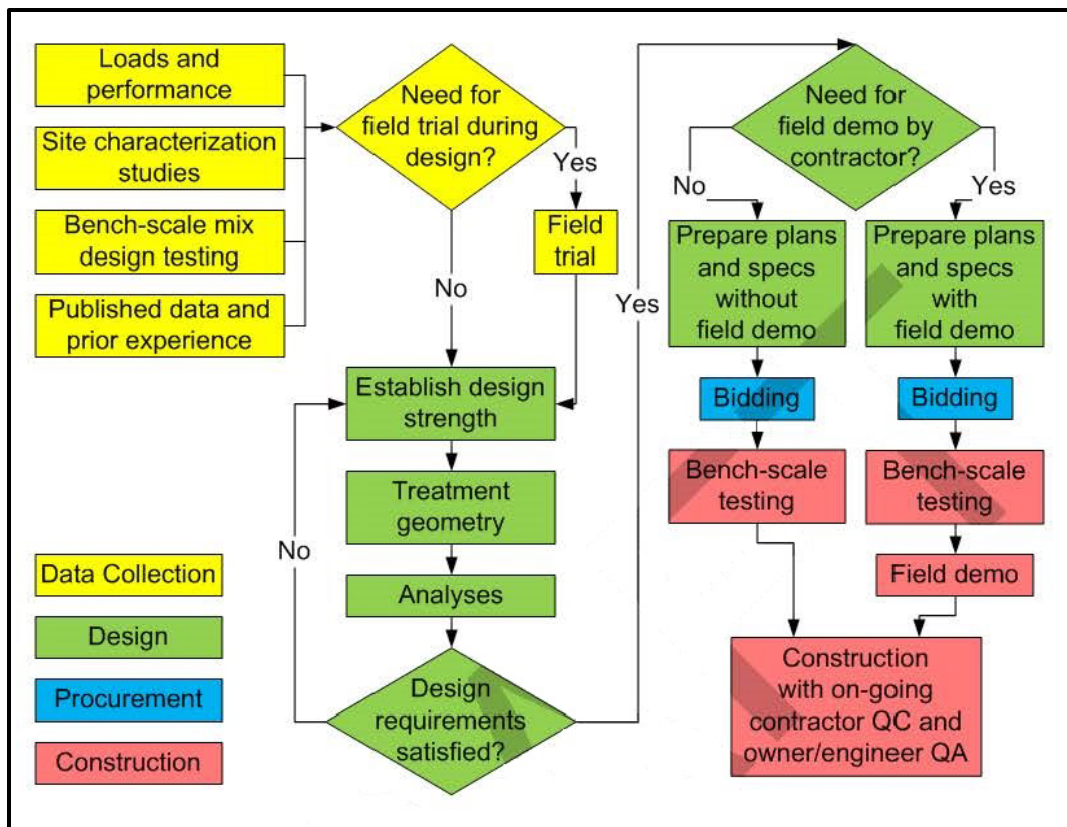 Loads and
performance
Site characterization
studies
Bench-scale mix
design testing
Published data and
prior experience
Need for
field trial during
design?
Yes
Field
trial
No
Establish design
strength
Treatment
geometry
Analyses
Design
requirements
satisfied?
No
Yes
Need for
field demo by
contractor?
No
Yes
Prepare plans
and specs
without
field demo
Prepare plans
and specs
with
field demo
Bidding
Bidding
Bench-scale
testing
Bench-scale
testing
Field demo
Construction
with on-going
contractor QC and
owner/engineer QA
Data Collection
Design
Procurement
Construction